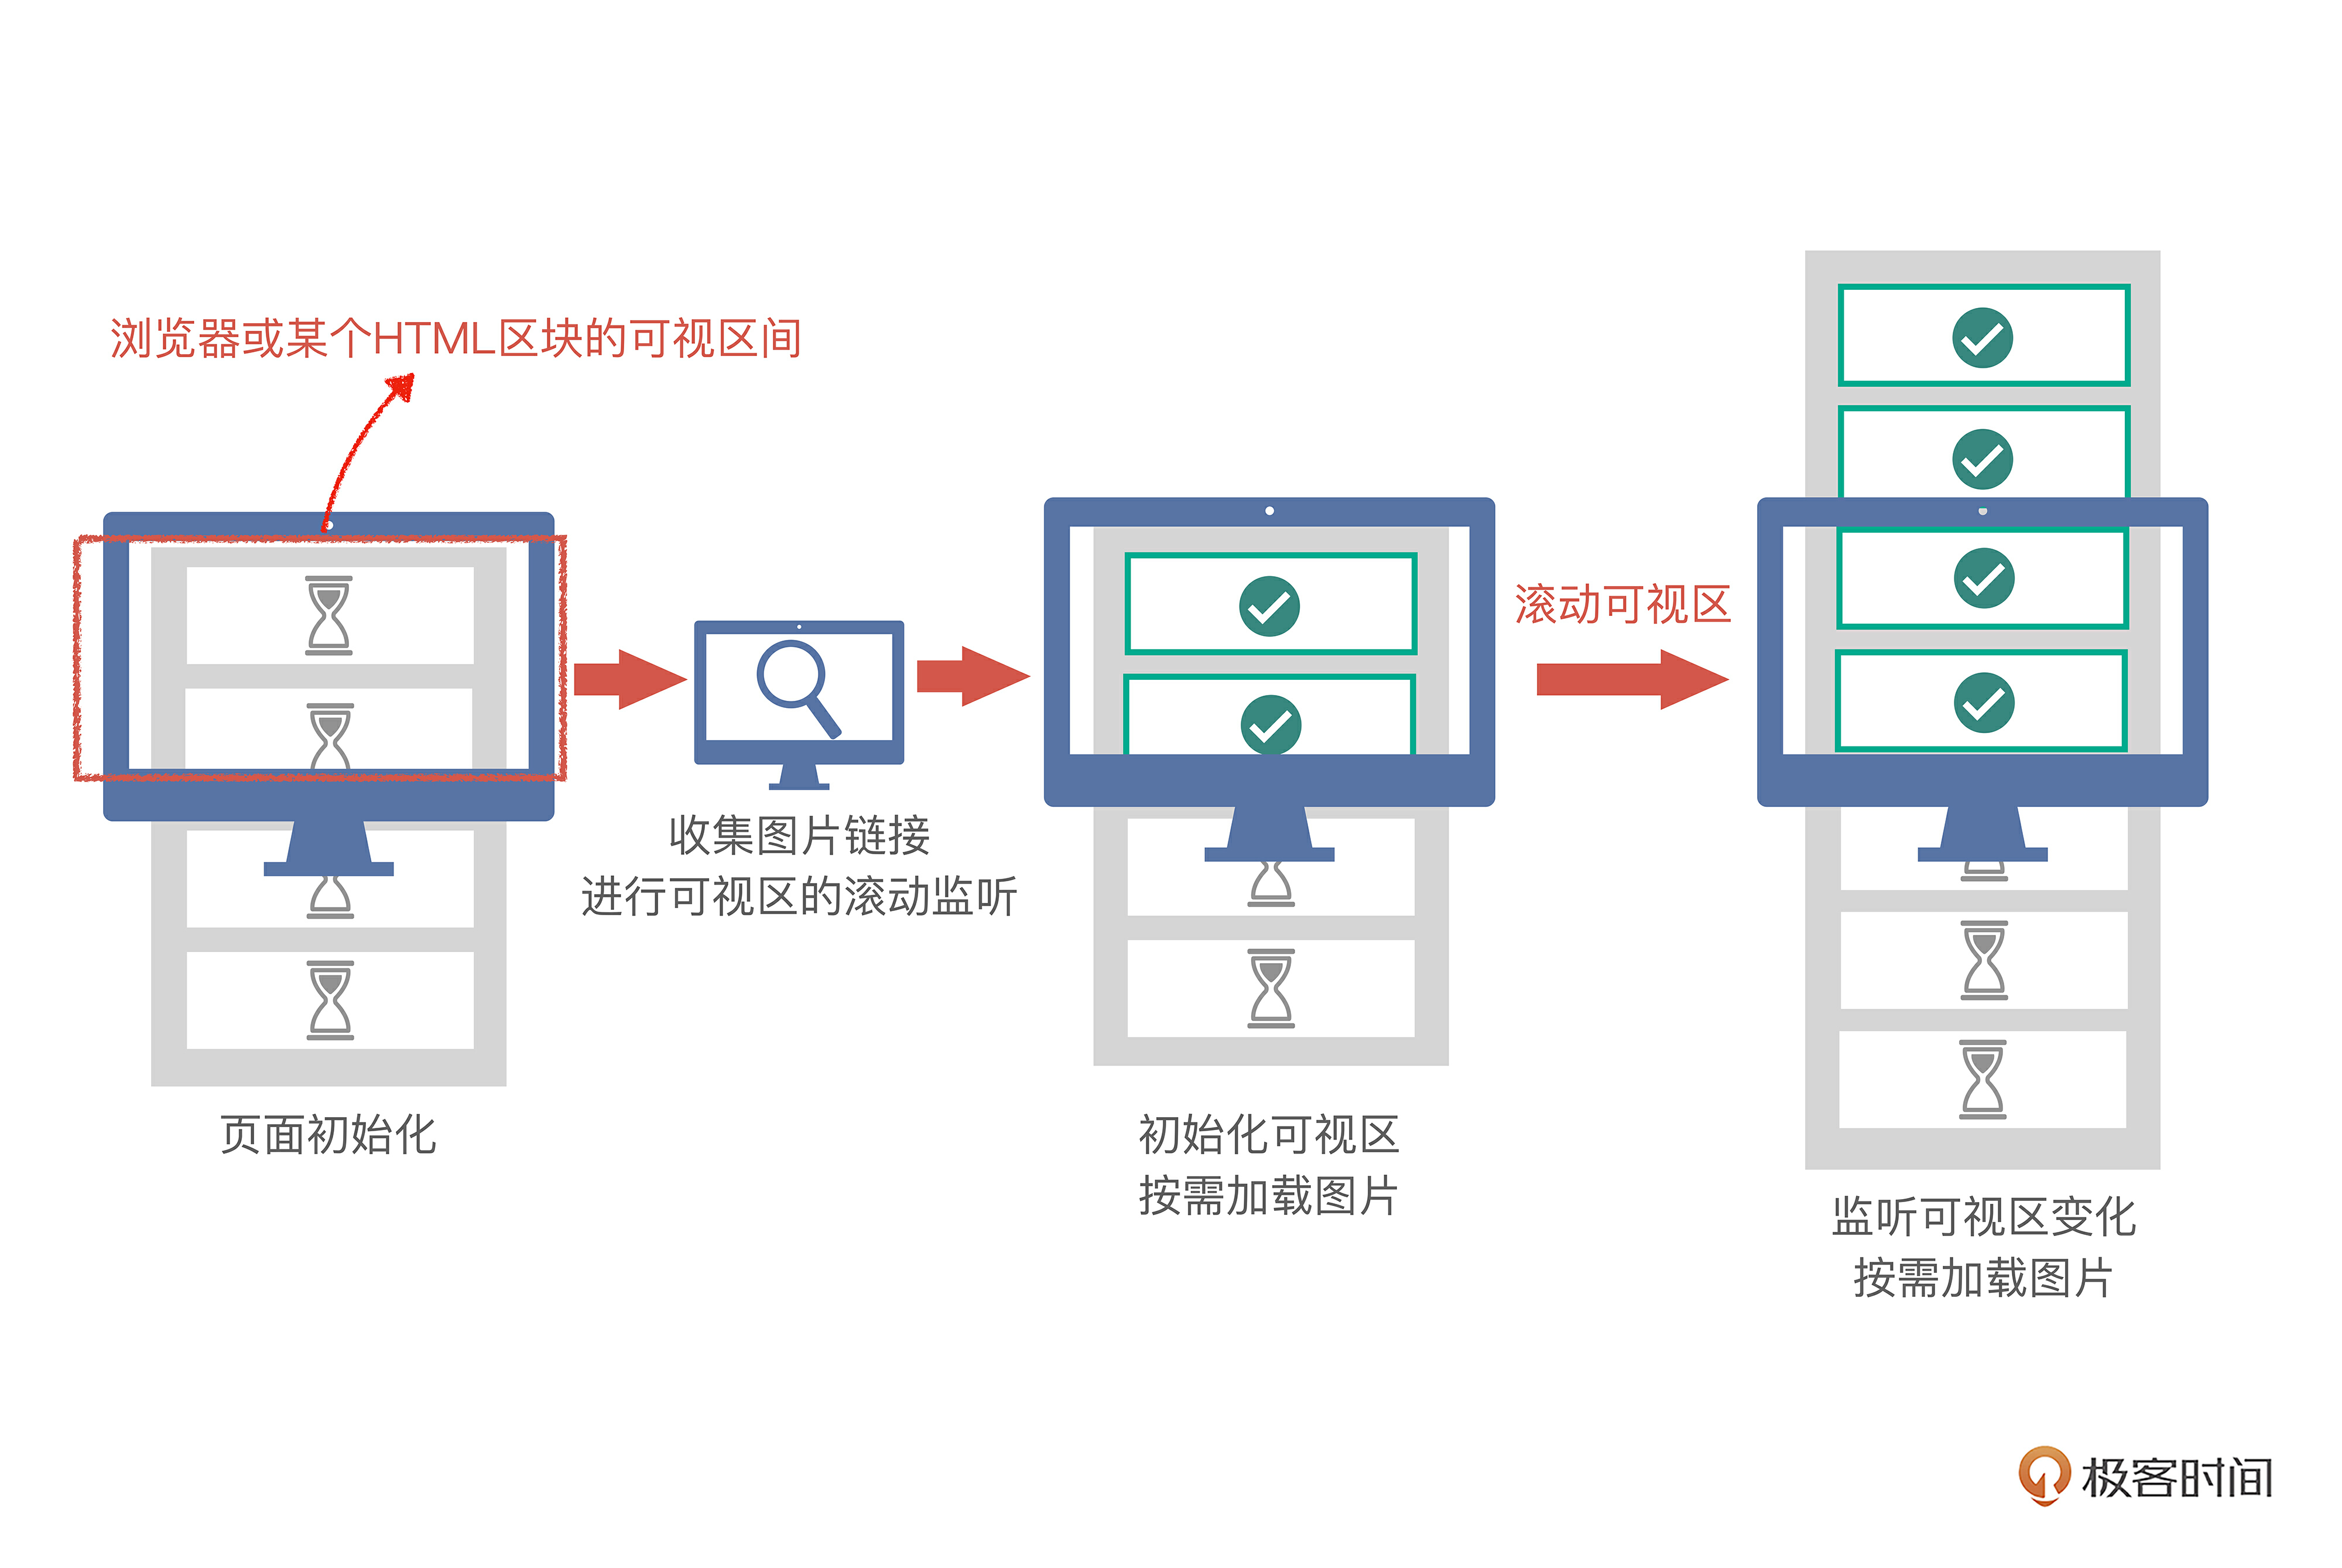 浏览器或某个HTML区块的可视区间
页面初始化
收集图片链接
进行可视区的滚动监听
初始化可视区
按需加载图片
滚动可视区
监听可视区变化
按需加载图片
极客时间